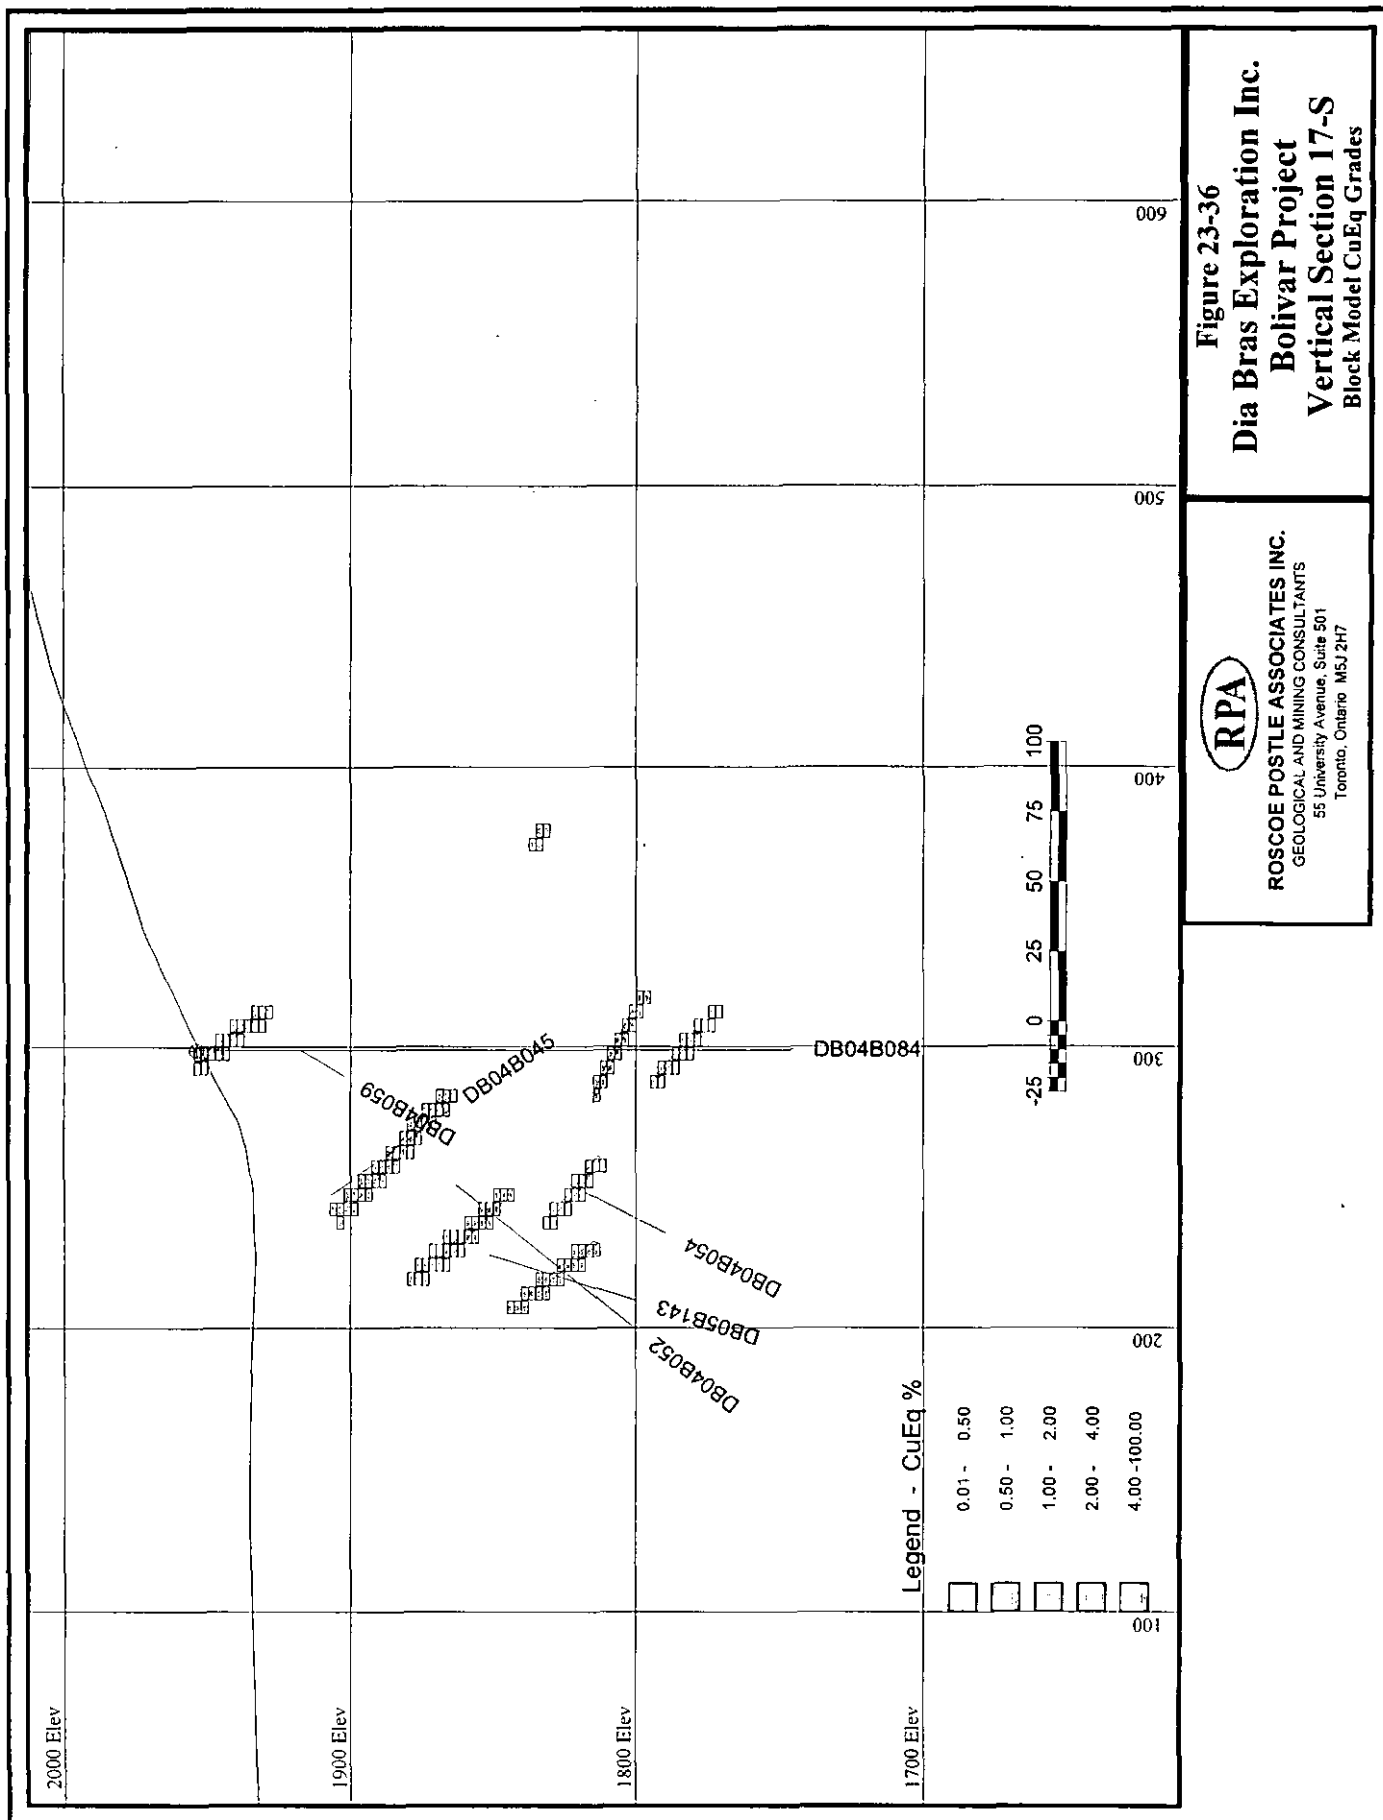 2000 Elev
1900 Elev
1800 Elev
1700 Elev
100
200
300
400
500
600
DB04B059
DB04B045
DB04B084
DB04B054
DB05B143
DB04B052
-25 0 25 50 75 100
Legend - CuEq %
0.01 - 0.50
0.50 - 1.00
1.00 - 2.00
2.00 - 4.00
4.00 -100.00
RPA
ROSCOE POSTLE ASSOCIATES INC.
GEOLOGICAL AND MINING CONSULTANTS
55 University Avenue, Suite 501
Toronto, Ontario M5J 2H7
Figure 23-36
Dia Bras Exploration Inc.
Bolivar Project
Vertical Section 17-S
Block Model CuEq Grades